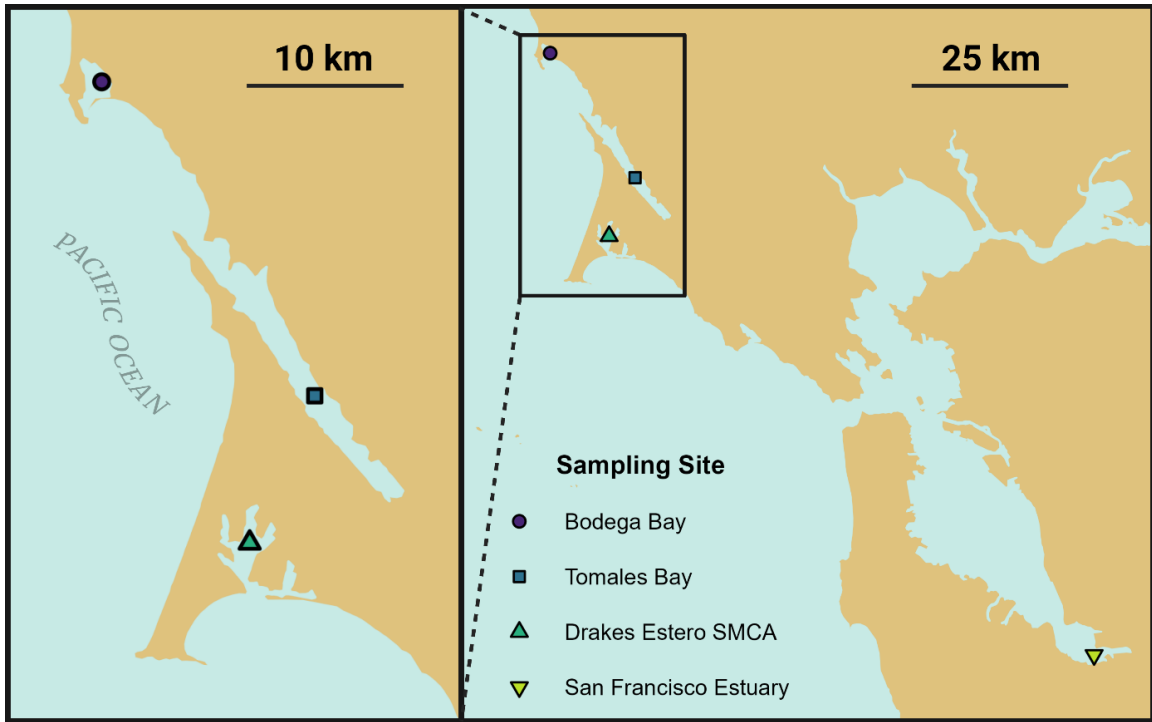 10 km
PACIFIC OCEAN
25 km
Sampling Site
Bodega Bay
Tomales Bay
Drakes Estero SMCA
San Francisco Estuary